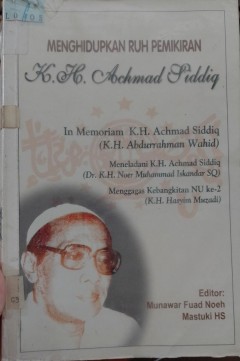 MENGHIDUPKAN RUH PEMIKIRAN
K.H. Achmad Siddiq
In Memoriam K.H. Achmad Siddiq
(K.H. Abdurrahman Wahid)
Meneladani K.H. Achmad Siddiq
(Dr. K.H. Noer Muhammad Iskandar SQ)
Menggagas Kebangkitan NU ke-2
(K.H. Hasyim Muzadi)
Editor:
Munawar Fuad Noeh
Mastuki HS